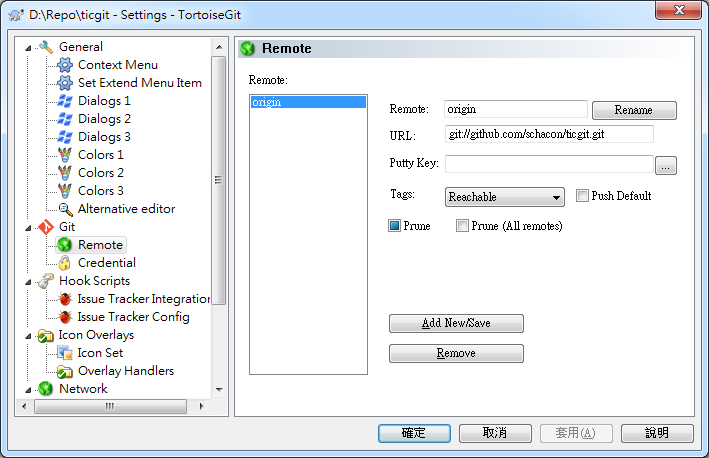 D:\Repo\ticgit - Settings - TortoiseGit
General
Context Menu
Set Extend Menu Item
Dialogs 1
Dialogs 2
Dialogs 3
Colors 1
Colors 2
Colors 3
Alternative editor
Git
Remote
Credential
Hook Scripts
Issue Tracker Integration
Issue Tracker Config
Icon Overlays
Icon Set
Overlay Handlers
Network
Remote
Remote:
origin
Remote: origin Rename
URL: git://github.com/schacon/ticgit.git
Putty Key: ...
Tags: Reachable Push Default
Prune Prune (All remotes)
Add New/Save
Remove
確定 取消 套用(A) 說明